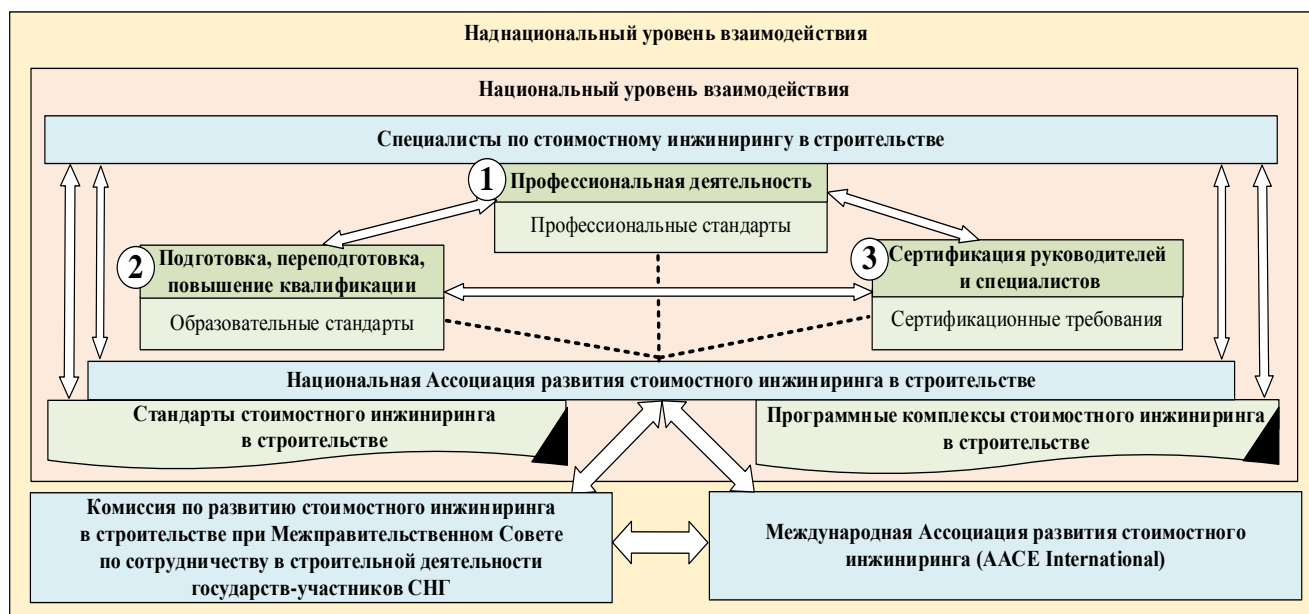 Наднациональный уровень взаимодействия
Национальный уровень взаимодействия
Специалисты по стоимостному инжинирингу в строительстве
1
Профессиональная деятельность
Профессиональные стандарты
2
Подготовка, переподготовка,
повышение квалификации
Образовательные стандарты
3
Сертификация руководителей
и специалистов
Сертификационные требования
Национальная Ассоциация развития стоимостного инжиниринга в строительстве
Стандарты стоимостного инжиниринга
в строительстве
Программные комплексы стоимостного инжиниринга
в строительстве
Комиссия по развитию стоимостного инжиниринга
в строительстве при Межправительственном Совете
по сотрудничеству в строительной деятельности
государств-участников СНГ
Международная Ассоциация развития стоимостного
инжиниринга (AACE International)